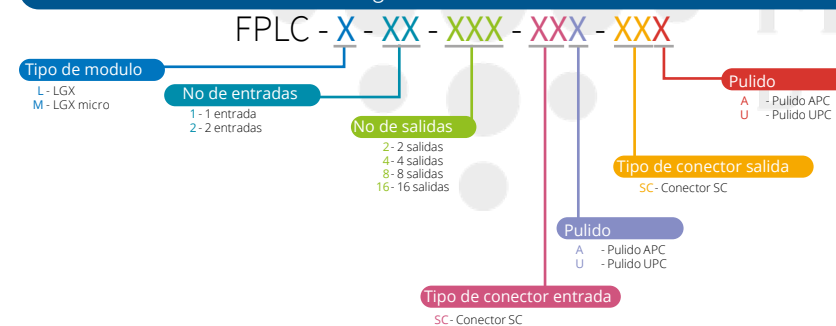 FPLC - X - XX - XXX - XXX - XXX
Tipo de modulo
L - LGX
M - LGX micro
No de entradas
1 - 1 entrada
2 - 2 entradas
No de salidas
2 - 2 salidas
4 - 4 salidas
8 - 8 salidas
16 - 16 salidas
Pulido
A - Pulido APC
U - Pulido UPC
Tipo de conector salida
SC - Conector SC
Pulido
A - Pulido APC
U - Pulido UPC
Tipo de conector entrada
SC - Conector SC